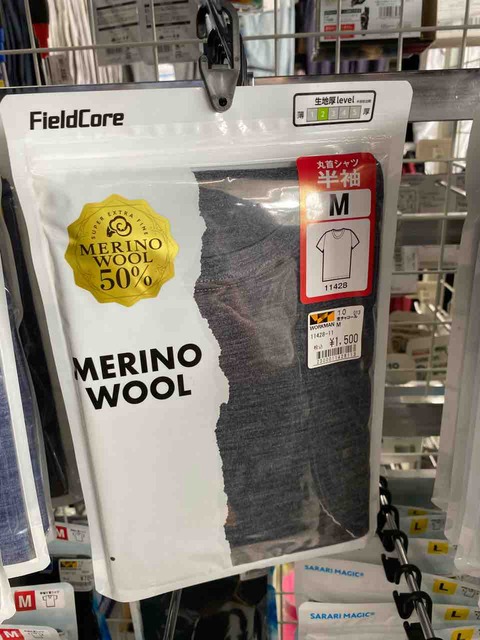 FieldCore
生地厚level
薄 1 2 3 4 5 厚
SUPER EXTRA FINE
MERINO
WOOL
50%
丸首シャツ
半袖
M
11428
WORKMAN M
11428-11
税込 ¥1,500
MERINO
WOOL
M
M
L
L
L
L
SARARI MAGIC
SARARI MAGIC